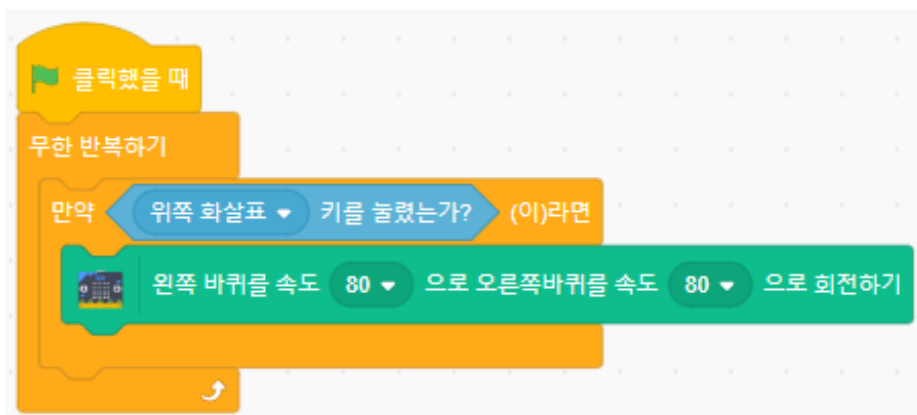 클릭했을 때
무한 반복하기
만약 위쪽 화살표 키를 눌렀는가? (이)라면
왼쪽 바퀴를 속도 80 으로 오른쪽바퀴를 속도 80 으로 회전하기